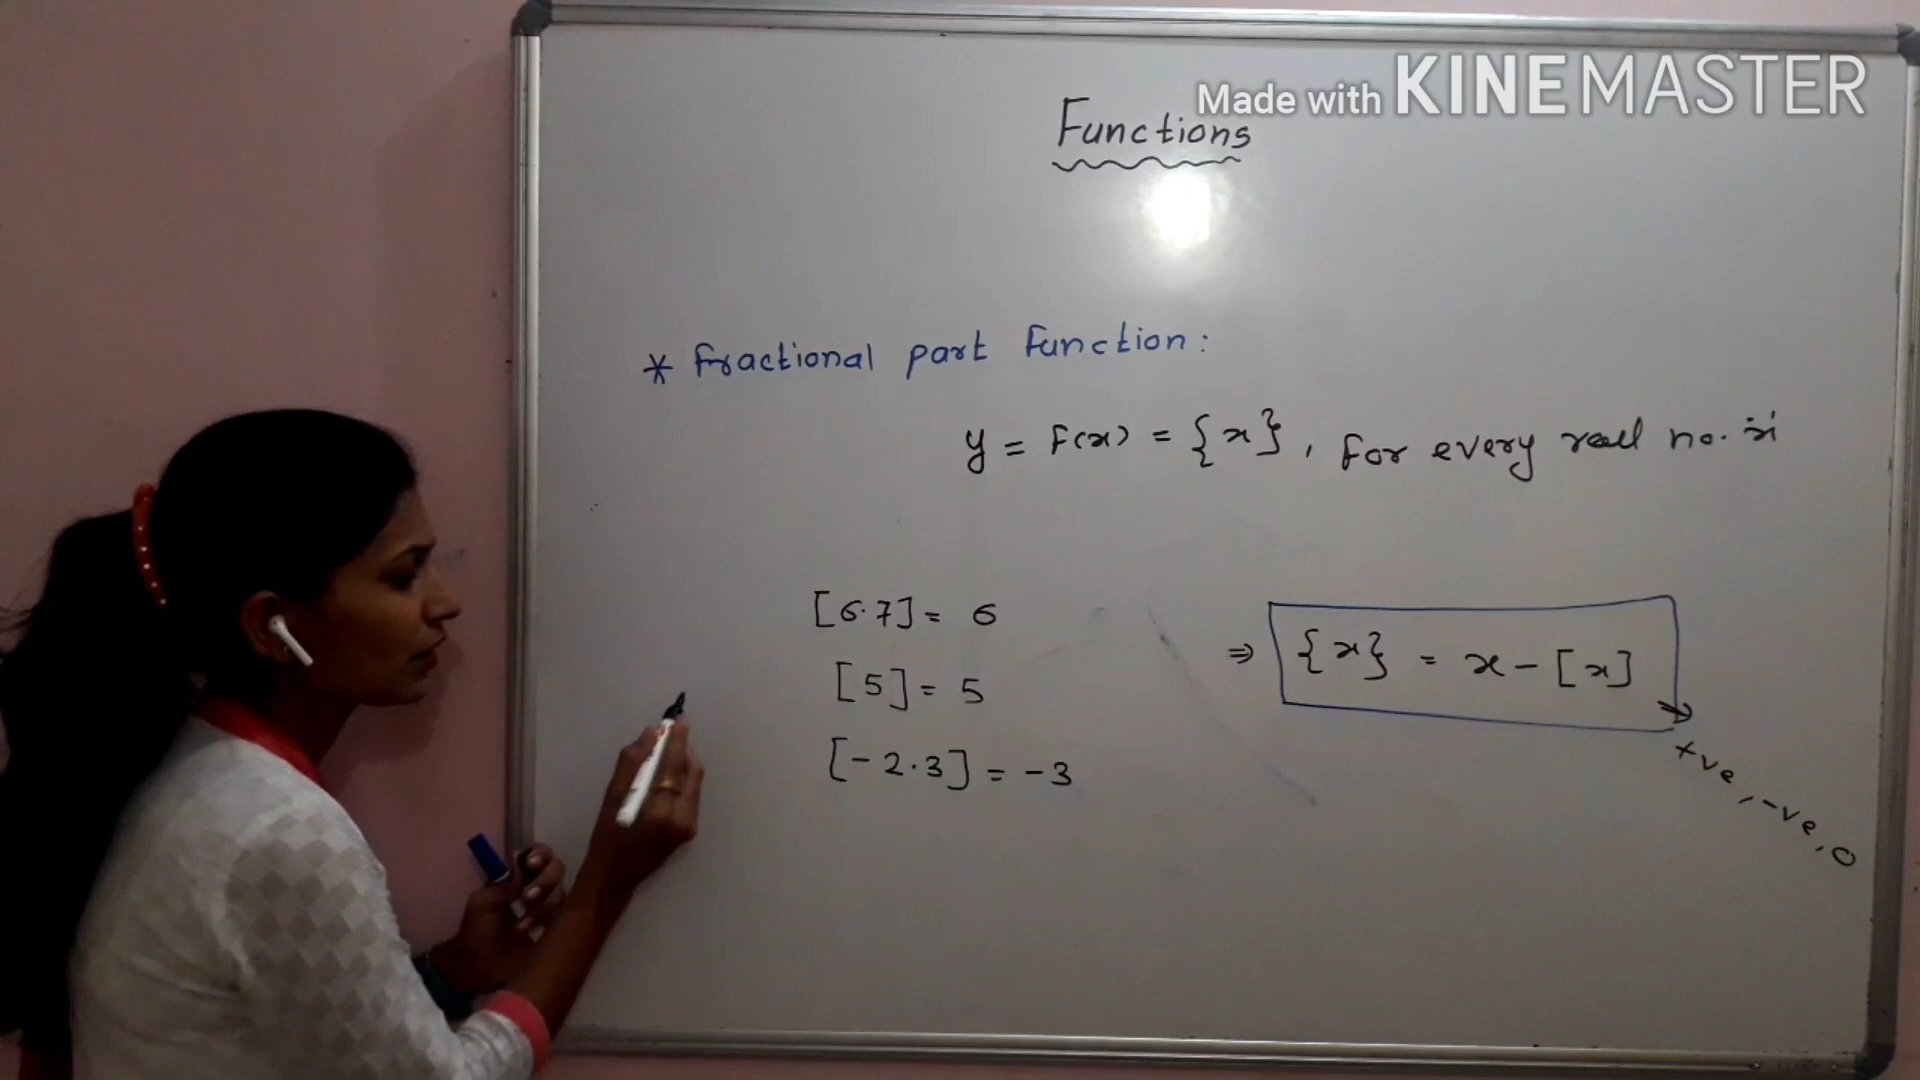 Made with KINEMASTER
Functions
* Fractional part Function:
y = F(x) = {x}, For every real no. 'x'
[6.7] = 6
[5] = 5
[-2.3] = -3
⇒ {x} = x - [x]
+ve, -ve, 0